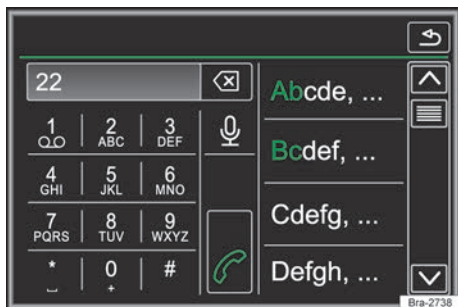 22
Abcde, ...
1 2 ABC 3 DEF
Bcdef, ...
4 GHI 5 JKL 6 MNO
Cdefg, ...
7 PQRS 8 TUV 9 WXYZ
* 0 + #
Defgh, ...
Bra-2738